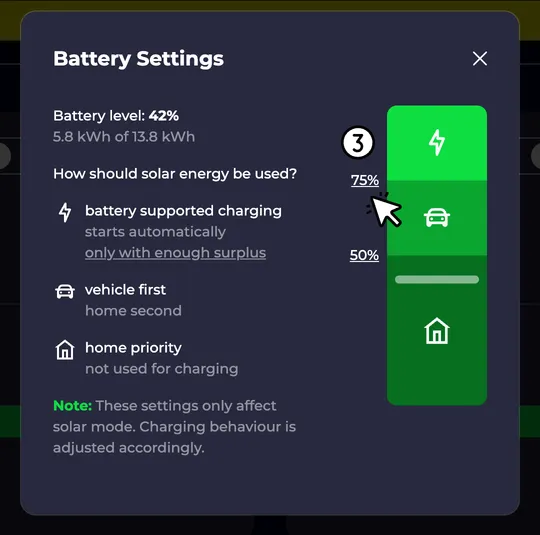 Battery Settings
Battery level: 42%
5.8 kWh of 13.8 kWh
How should solar energy be used?
battery supported charging
starts automatically
only with enough surplus
vehicle first
home second
home priority
not used for charging
Note: These settings only affect
solar mode. Charging behaviour is
adjusted accordingly.
3
75%
50%